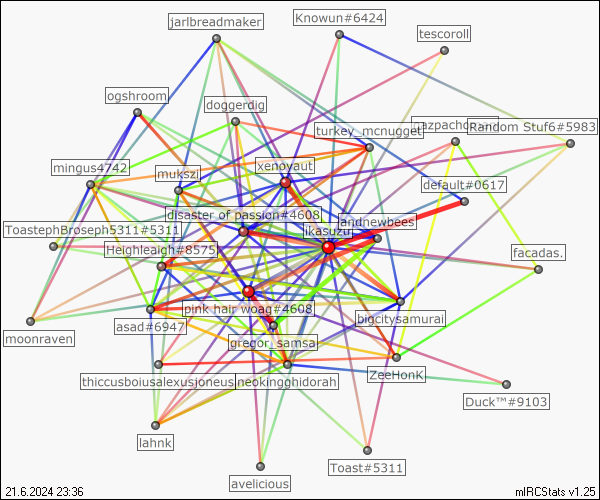 jarlbreadmaker
Knowun#6424
tescoroll
ogshroom
doggerdig
turkey_mcnugget
Random Stuf6#5983
mingus4742
mukszi
xenovaut
default#0617
disaster of passion#4608
andnewbees
ikasuzu
ToastephBroseph5311#5311
Heighleaigh#8575
facadas.
pink hair woag#4608
bigcitysamurai
moonraven
asad#6947
gregor_samsa
thiccusboiusalexusjoneus
neokingghidorah
ZeeHonK
Duck™#9103
lahnk
Toast#5311
avelicious
21.6.2024 23:36
mIRCStats v1.25